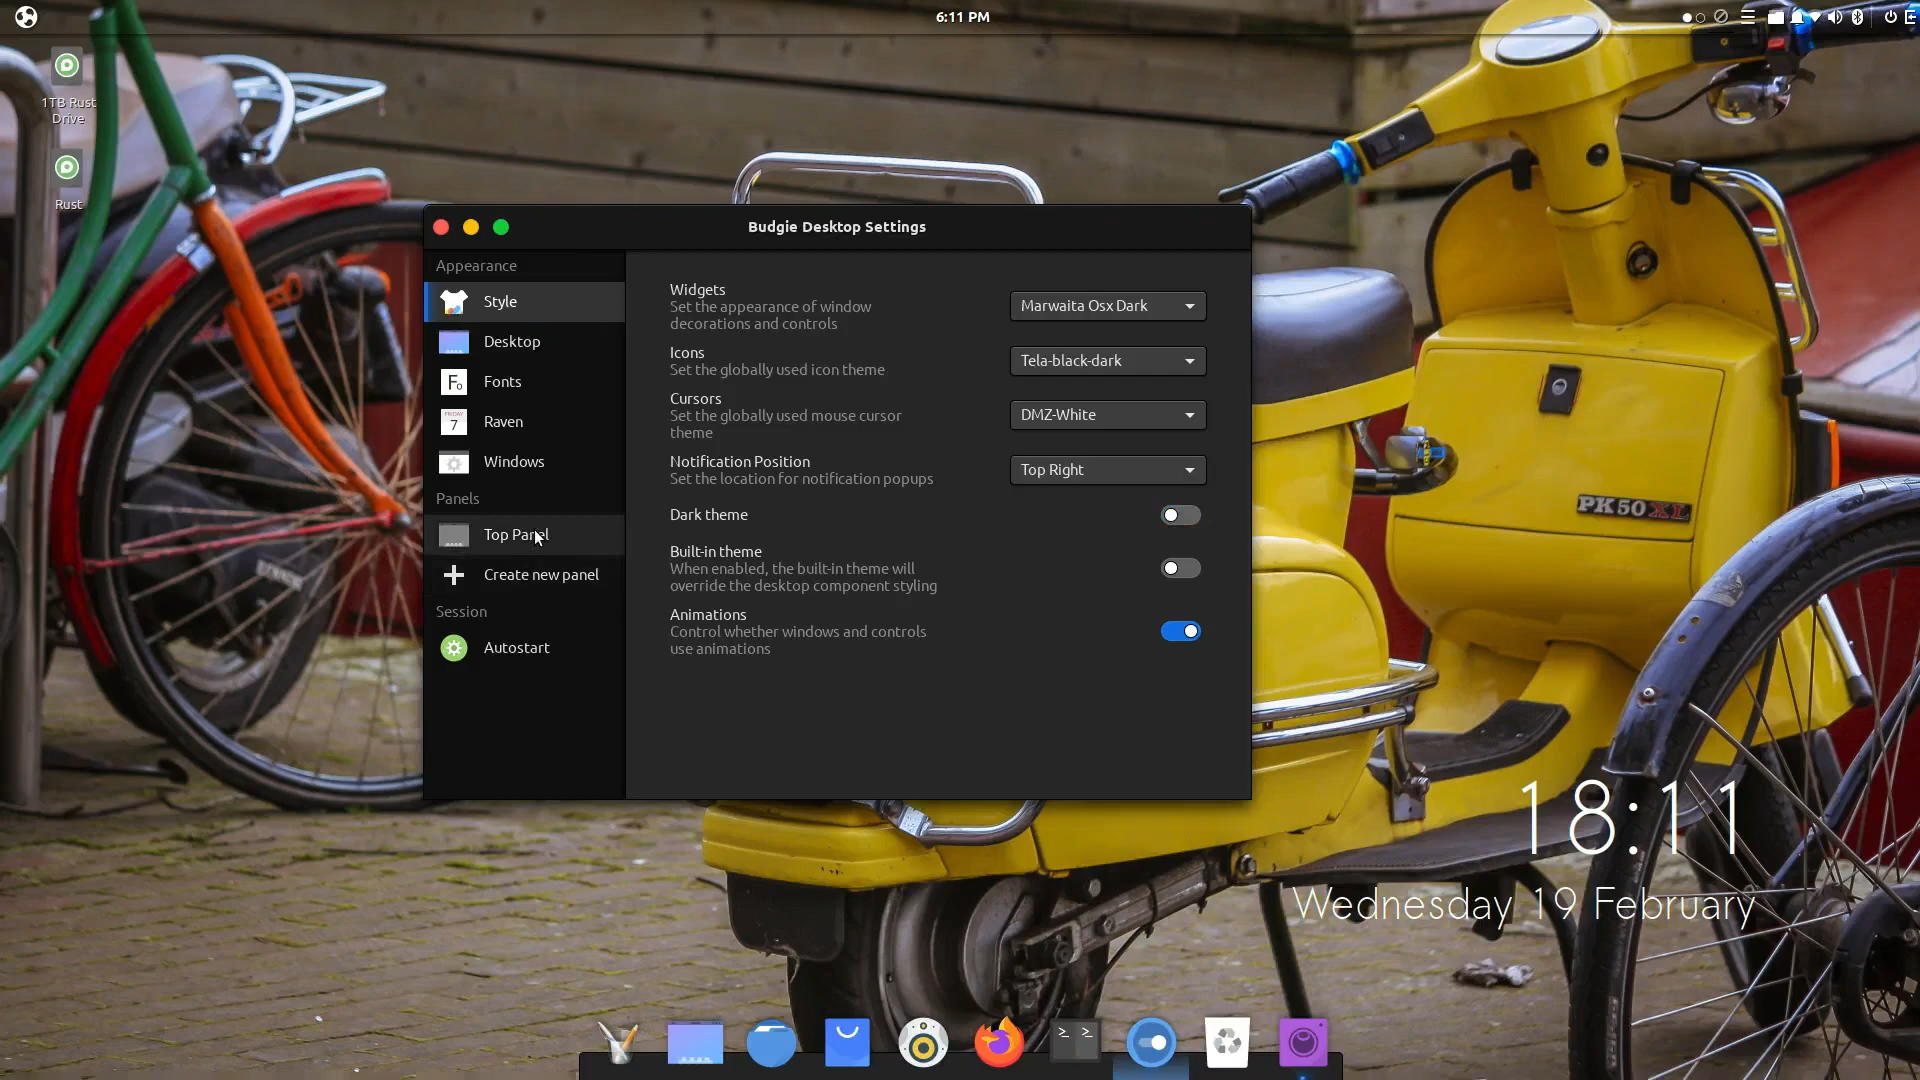 6:11 PM
1TB Rust
Drive
Rust
Budgie Desktop Settings
Appearance
Style
Desktop
Fo
Fonts
FRIDAY
7
Raven
Windows
Panels
Top Panel
Create new panel
Session
Autostart
Widgets
Set the appearance of window
decorations and controls
Marwaita Osx Dark
Icons
Set the globally used icon theme
Tela-black-dark
Cursors
Set the globally used mouse cursor
theme
DMZ-White
Notification Position
Set the location for notification popups
Top Right
Dark theme
Built-in theme
When enabled, the built-in theme will
override the desktop component styling
Animations
Control whether windows and controls
use animations
PK50XL
18:11
Wednesday 19 February
>_ >_